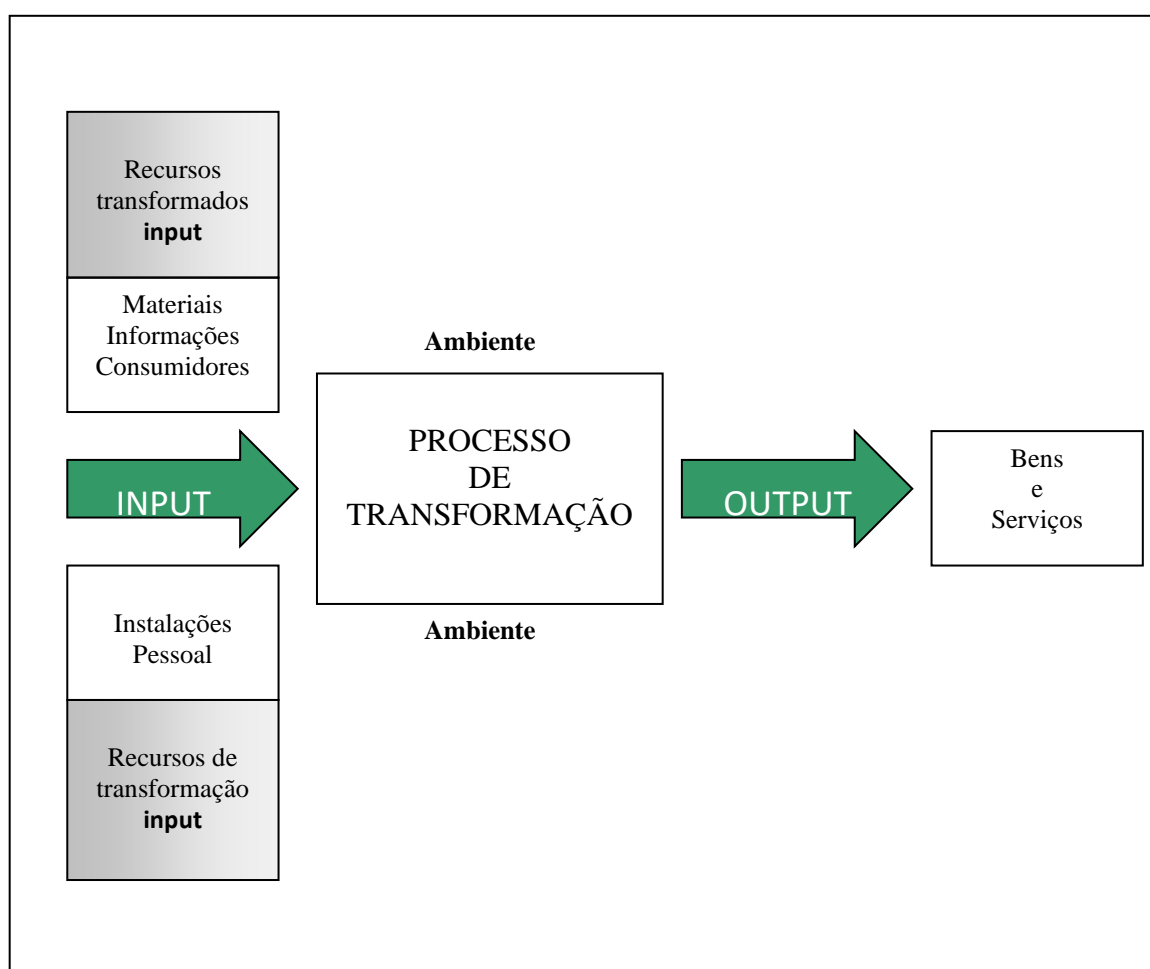 Recursos
transformados
input
Materiais
Informações
Consumidores
INPUT
Instalações
Pessoal
Recursos de
transformação
input
Ambiente
PROCESSO
DE
TRANSFORMAÇÃO
Ambiente
OUTPUT
Bens
e
Serviços